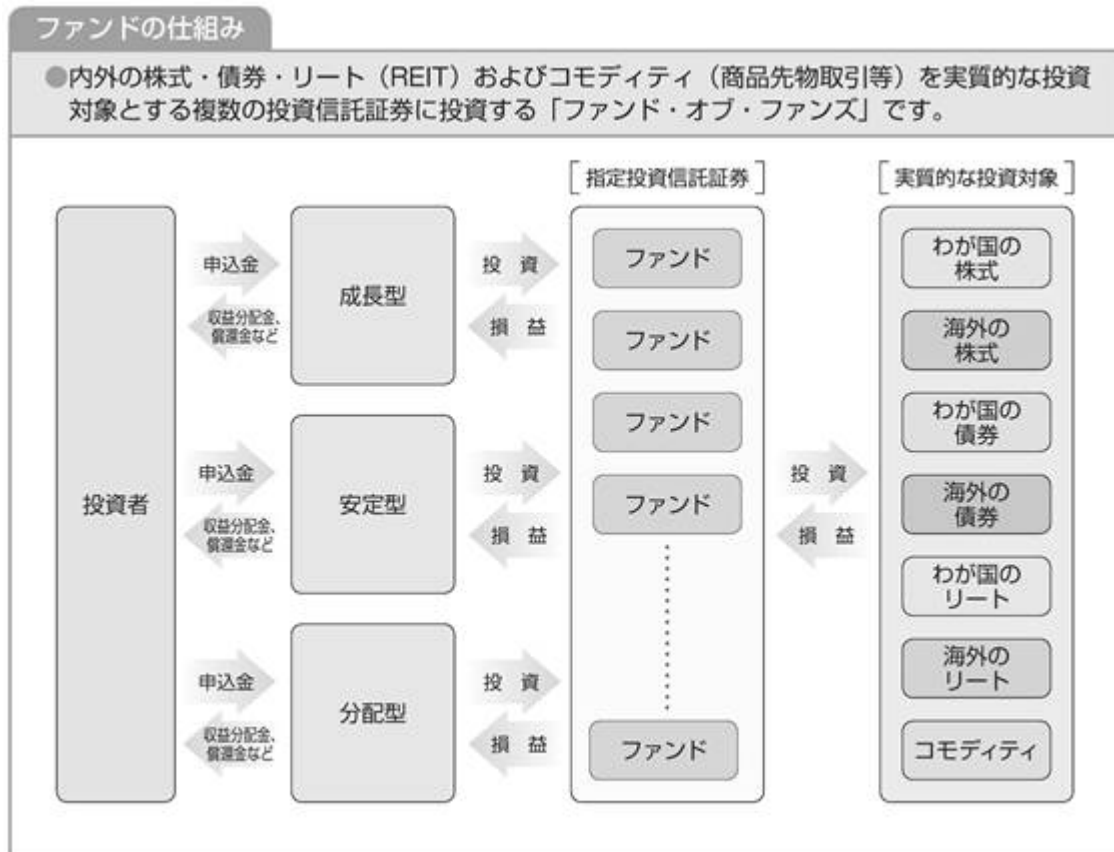 ファンドの仕組み
●内外の株式・債券・リート（REIT）およびコモディティ（商品先物取引等）を実質的な投資
対象とする複数の投資信託証券に投資する「ファンド・オブ・ファンズ」です。
指定投資信託証券
実質的な投資対象
投資者
申込金
収益分配金、
償還金など
成長型
投 資
損 益
申込金
収益分配金、
償還金など
安定型
投 資
損 益
申込金
収益分配金、
償還金など
分配型
投 資
損 益
ファンド
ファンド
ファンド
ファンド
ファンド
投 資
損 益
わが国の
株式
海外の
株式
わが国の
債券
海外の
債券
わが国の
リート
海外の
リート
コモディティ